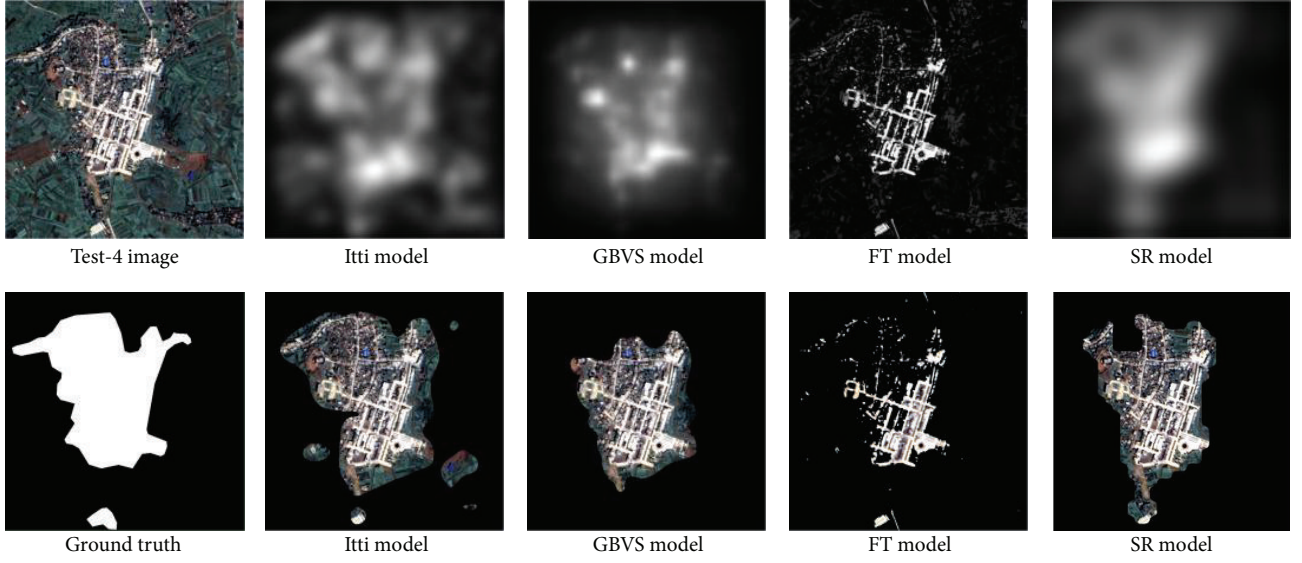 Test-4 image Itti model GBVS model FT model SR model
Ground truth Itti model GBVS model FT model SR model